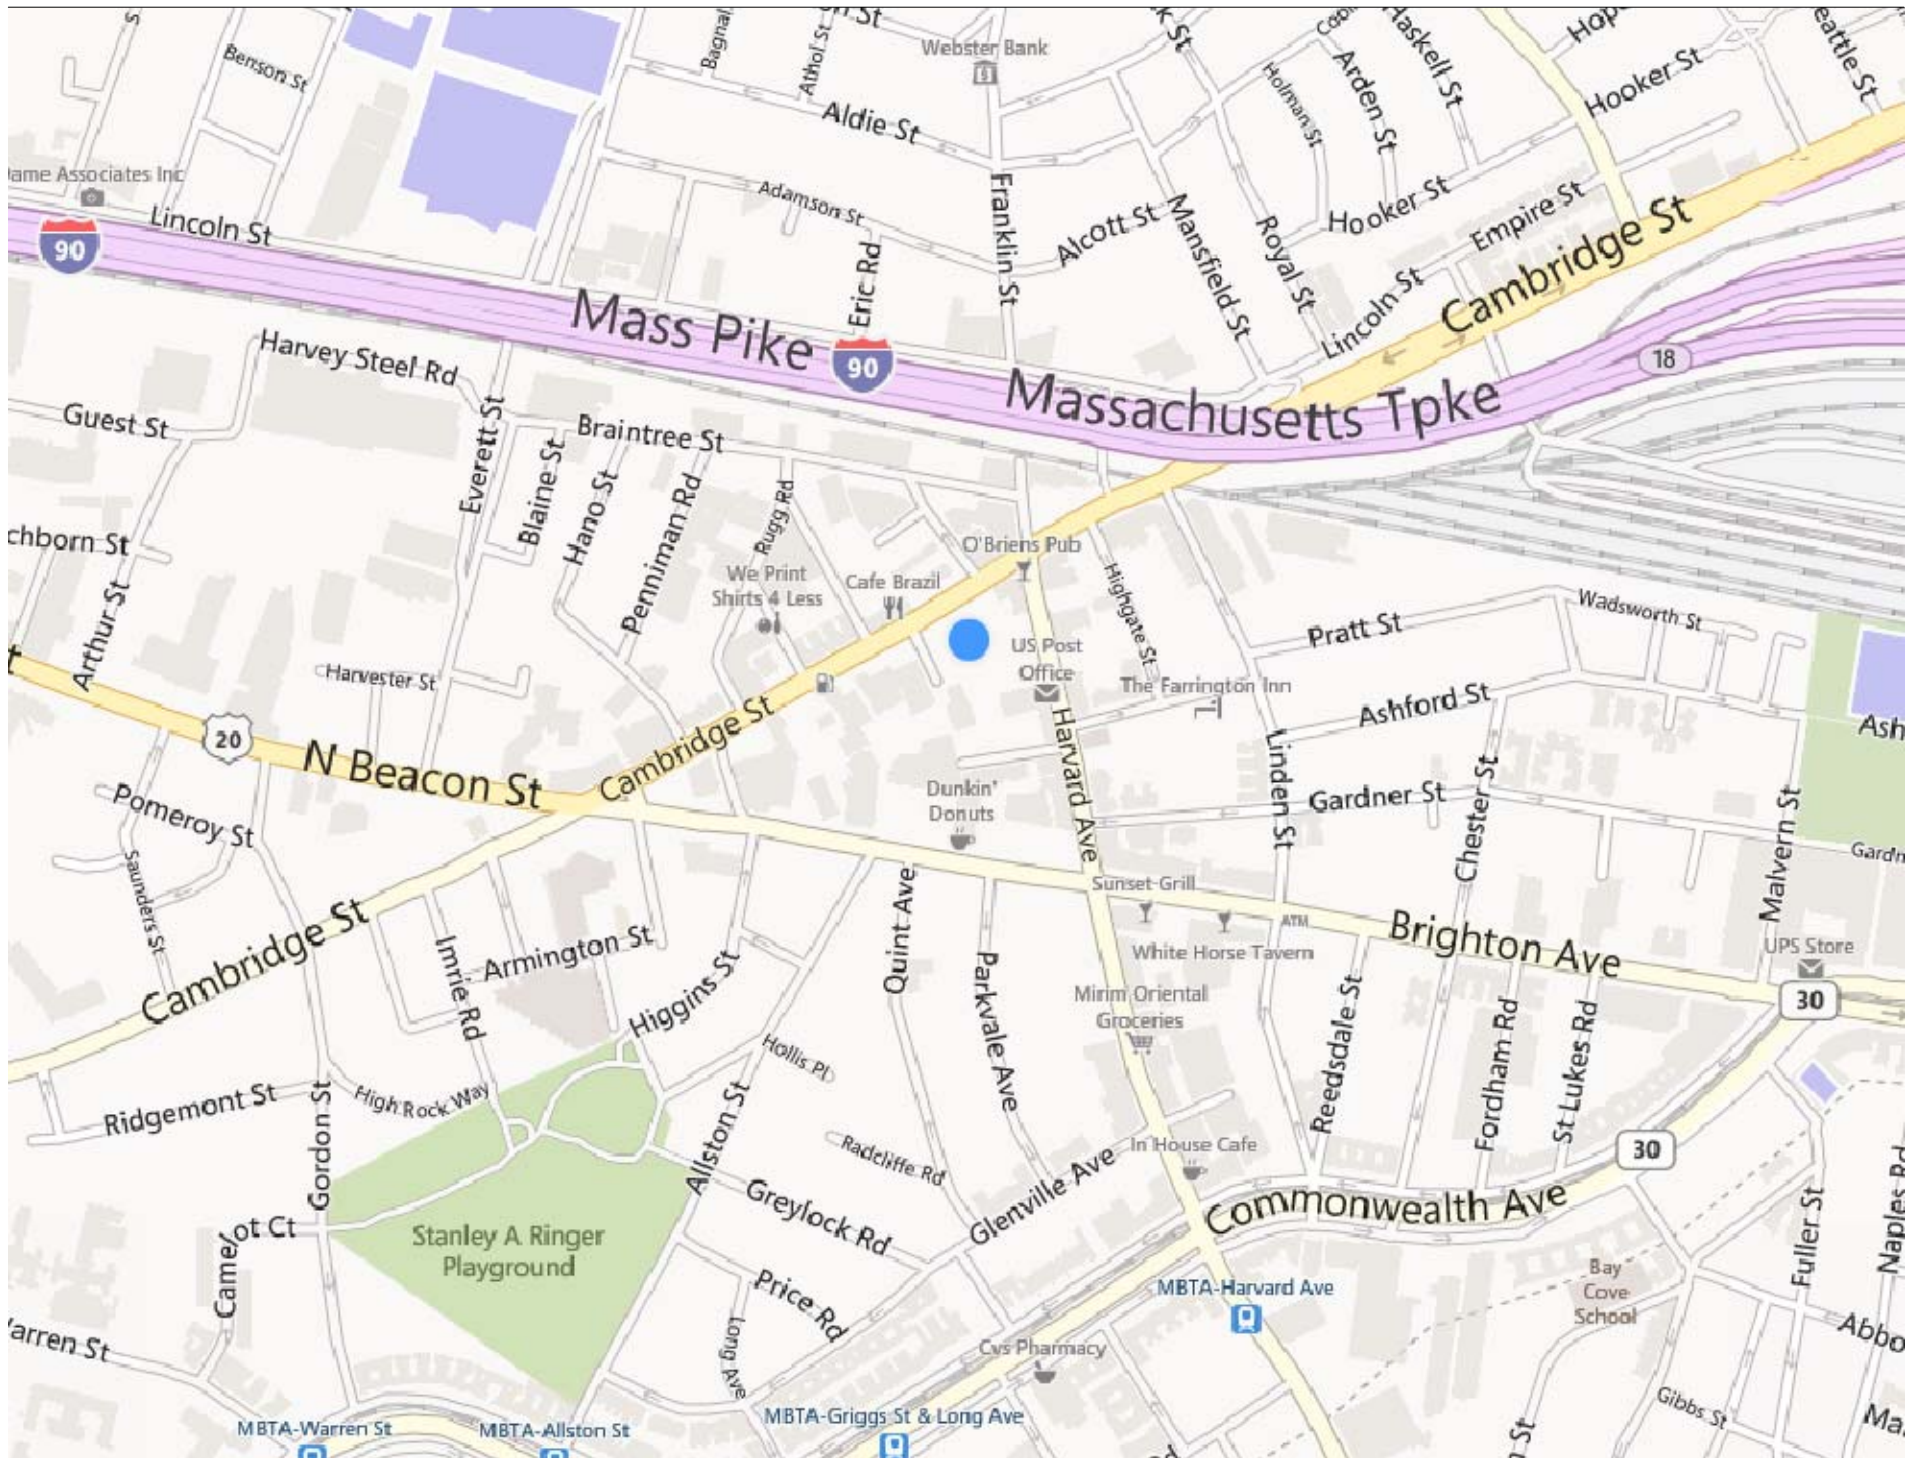 Benson St
Webster Bank
Athol St
Arden St
Haskell St
Hooker St
Holman St
Aldie St
Lincoln St
90
Adamson St
Franklin St
Alcott St
Mansfield St
Royal St
Hooker St
Empire St
Cambridge St
Eric Rd
Lincoln St
Mass Pike
90
18
Massachusetts Tpke
Harvey Steel Rd
Guest St
Everett St
Braintree St
Blaine St
Hano St
Penniman Rd
Rugg Rd
Arthur St
O'Briens Pub
We Print
Shirts 4 Less
Cafe Brazil
Highgate St
Pratt St
Wadsworth St
US Post
Office
Harvester St
The Farrington Inn
Ashford St
20
N Beacon St
Cambridge St
Harvard Ave
Linden St
Dunkin'
Donuts
Gardner St
Chester St
Malvern St
Pomeroy St
Saunders St
Sunset Grill
ATM
White Horse Tavern
Brighton Ave
UPS Store
30
Cambridge St
Imrie Rd
Armington St
Higgins St
Quint Ave
Parkvale Ave
Mirim Oriental
Groceries
Reedsdale St
Fordham Rd
St Lukes Rd
Hollis Pl
Ridgemont St
High Rock Way
Gordon St
Allston St
Radcliffe Rd
In House Cafe
30
Glenville Ave
Commonwealth Ave
Greylock Rd
Stanley A Ringer
Playground
Price Rd
Long Ave
MBTA-Harvard Ave
Bay
Cove
School
Fuller St
Naples Rd
Cvs Pharmacy
Gibbs St
MBTA-Warren St
MBTA-Allston St
MBTA-Griggs St & Long Ave